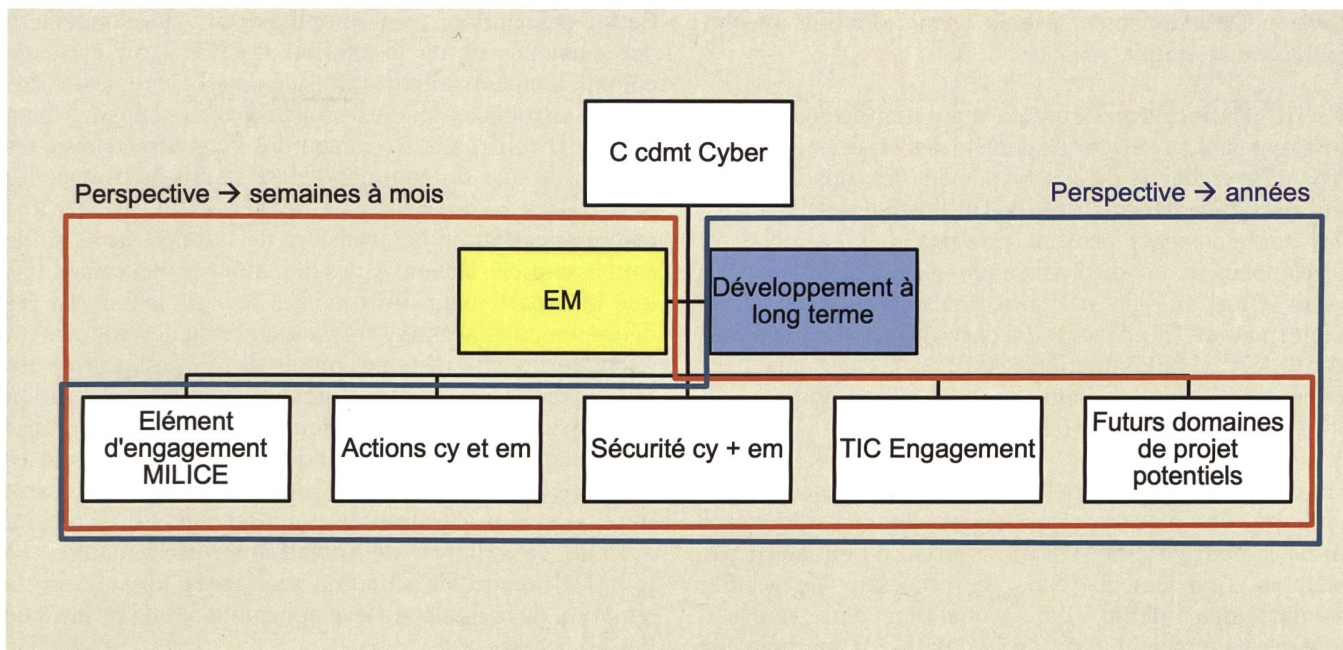 C cdmt Cyber
Perspective → semaines à mois
Perspective → années
EM
Développement à
long terme
Elément
d'engagement
MILICE
Actions cy et em
Sécurité cy + em
TIC Engagement
Futurs domaines
de projet
potentiels